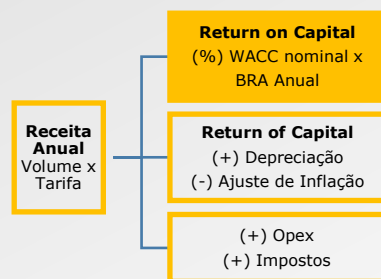 Return on Capital
(%) WACC nominal x
BRA Anual
Receita
Anual
Volume x
Tarifa
Return of Capital
(+) Depreciação
(-) Ajuste de Inflação
(+) Opex
(+) Impostos